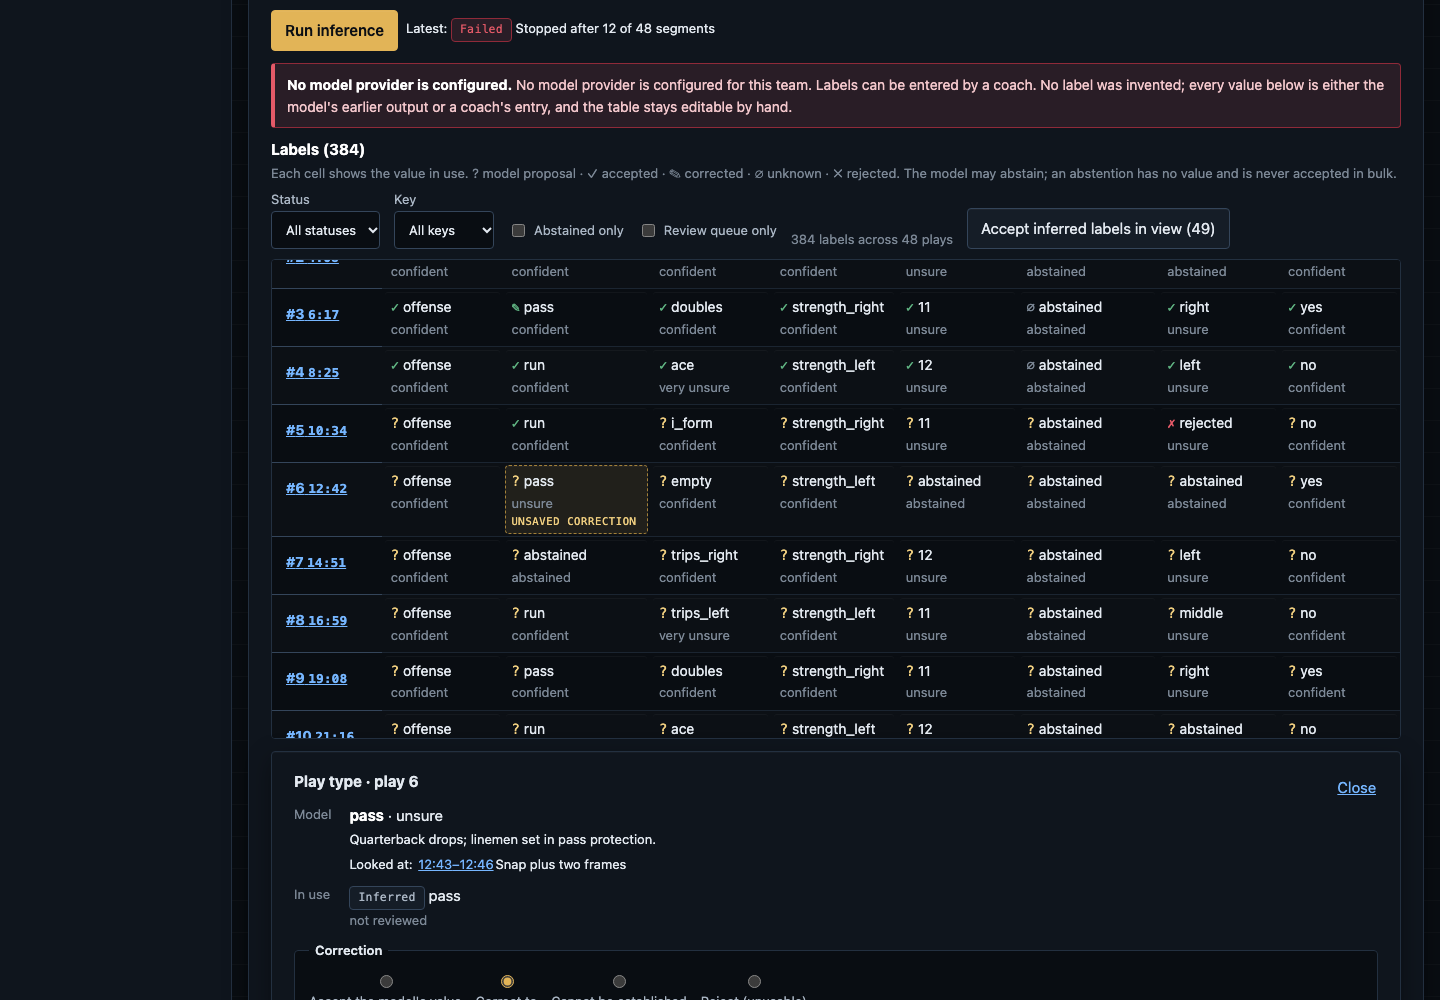 Run inference Latest: Failed Stopped after 12 of 48 segments
No model provider is configured. No model provider is configured for this team. Labels can be entered by a coach. No label was invented; every value below is either the
model's earlier output or a coach's entry, and the table stays editable by hand.
Labels (384)
Each cell shows the value in use. ? model proposal · ✓ accepted · ✎ corrected · ∅ unknown · ✕ rejected. The model may abstain; an abstention has no value and is never accepted in bulk.
Status Key
All statuses All keys Abstained only Review queue only 384 labels across 48 plays Accept inferred labels in view (49)
confident confident confident confident unsure abstained abstained confident
#3 6:17 ✓ offense ✎ pass ✓ doubles ✓ strength_right ✓ 11 ∅ abstained ✓ right ✓ yes
confident confident confident confident unsure abstained unsure confident
#4 8:25 ✓ offense ✓ run ✓ ace ✓ strength_left ✓ 12 ∅ abstained ✓ left ✓ no
confident confident very unsure confident unsure abstained unsure confident
#5 10:34 ? offense ✓ run ? i_form ? strength_right ? 11 ? abstained ✗ rejected ? no
confident confident confident confident unsure abstained unsure confident
#6 12:42 ? offense ? pass ? empty ? strength_left ? abstained ? abstained ? abstained ? yes
confident unsure confident confident abstained abstained abstained confident
UNSAVED CORRECTION
#7 14:51 ? offense ? abstained ? trips_right ? strength_right ? 12 ? abstained ? left ? no
confident abstained confident confident unsure abstained unsure confident
#8 16:59 ? offense ? run ? trips_left ? strength_left ? 11 ? abstained ? middle ? no
confident confident very unsure confident unsure abstained unsure confident
#9 19:08 ? offense ? pass ? doubles ? strength_right ? 11 ? abstained ? right ? yes
confident confident confident confident unsure abstained unsure confident
#10 21:16 ? offense ? run ? ace ? strength_left ? 12 ? abstained ? abstained ? no
Play type · play 6
Close
Model pass · unsure
Quarterback drops; linemen set in pass protection.
Looked at: 12:43–12:46 Snap plus two frames
In use Inferred pass
not reviewed
Correction